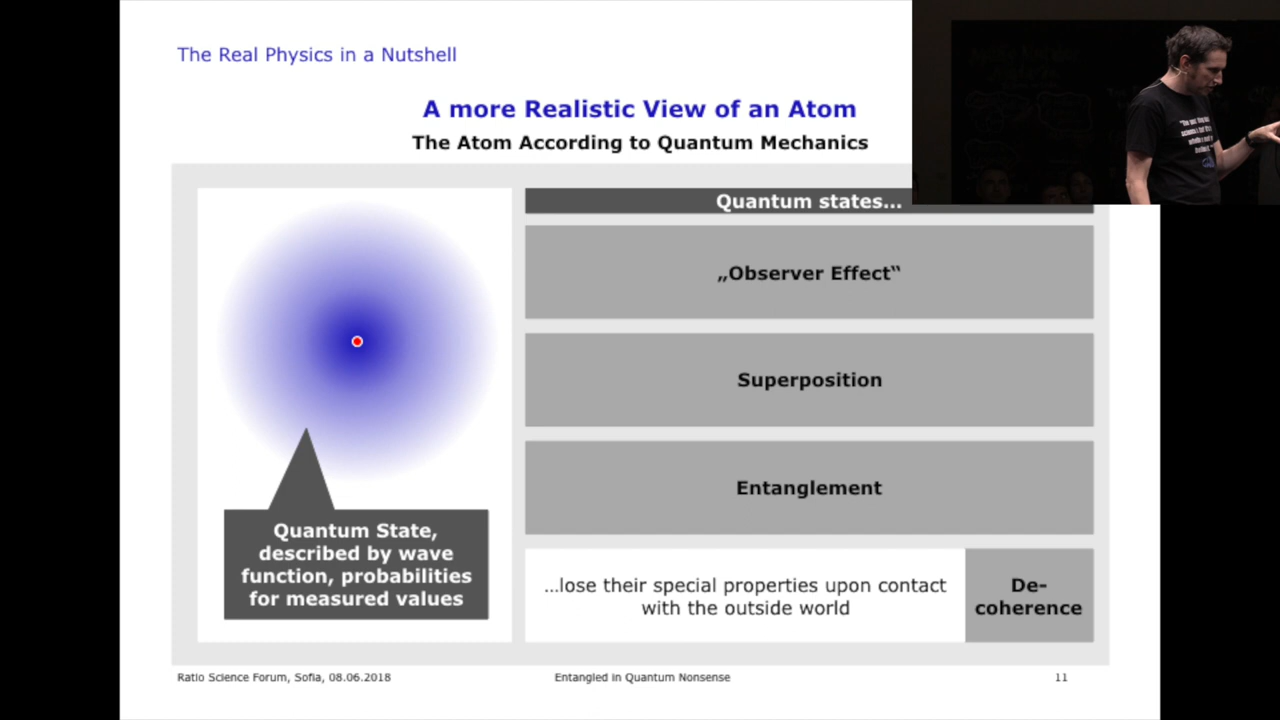 The Real Physics in a Nutshell
A more Realistic View of an Atom
The Atom According to Quantum Mechanics
Quantum State,
described by wave
function, probabilities
for measured values
Quantum states...
„Observer Effect‟
Superposition
Entanglement
...lose their special properties upon contact
with the outside world
De-
coherence
Ratio Science Forum, Sofia, 08.06.2018
Entangled in Quantum Nonsense
11